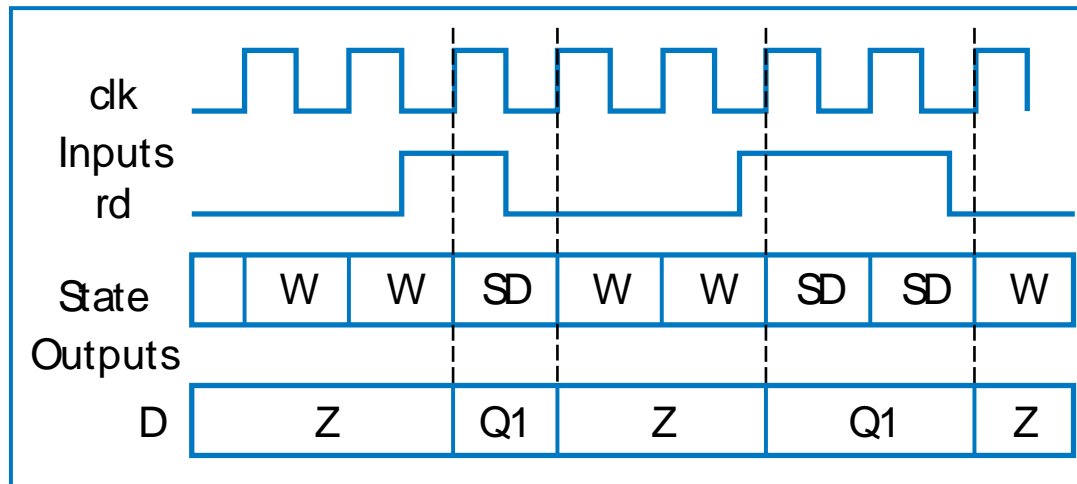 clk
Inputs
rd
State W W SD W W SD SD W
Outputs
D Z Q1 Z Q1 Z